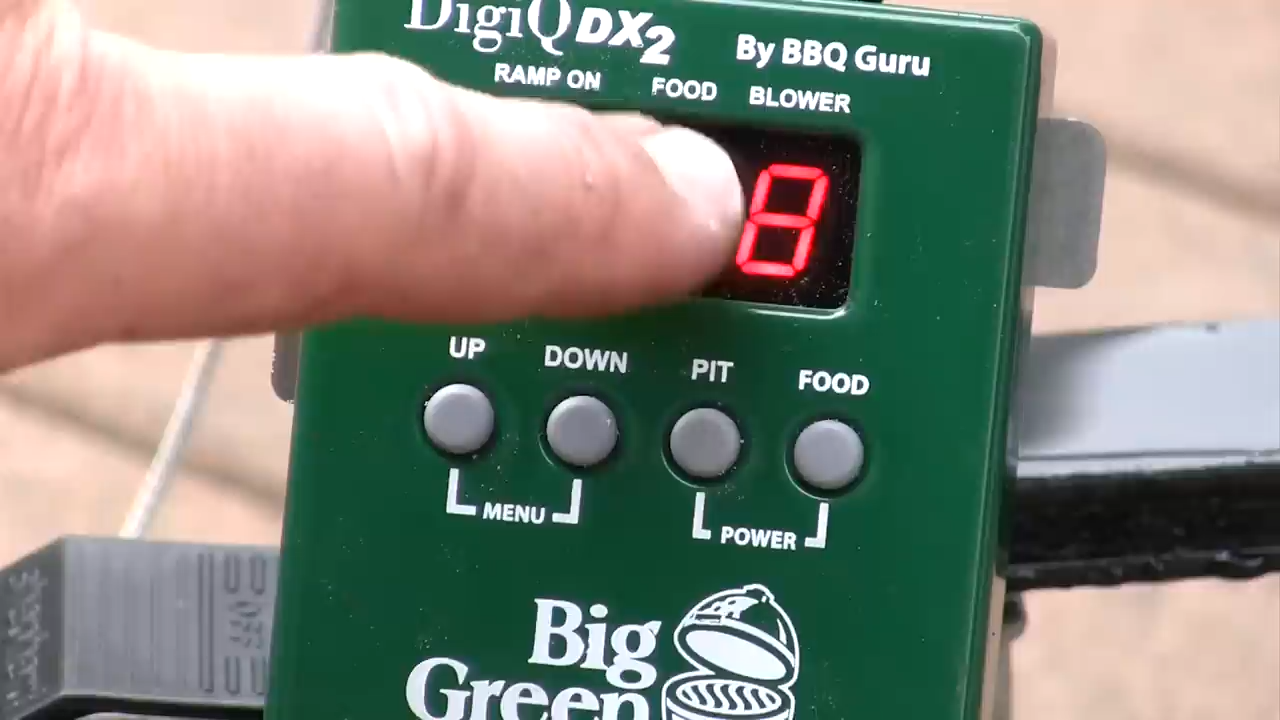 DigiQ DX2
By BBQ Guru
RAMP ON FOOD BLOWER
8
UP DOWN PIT FOOD
MENU POWER
Big
Green